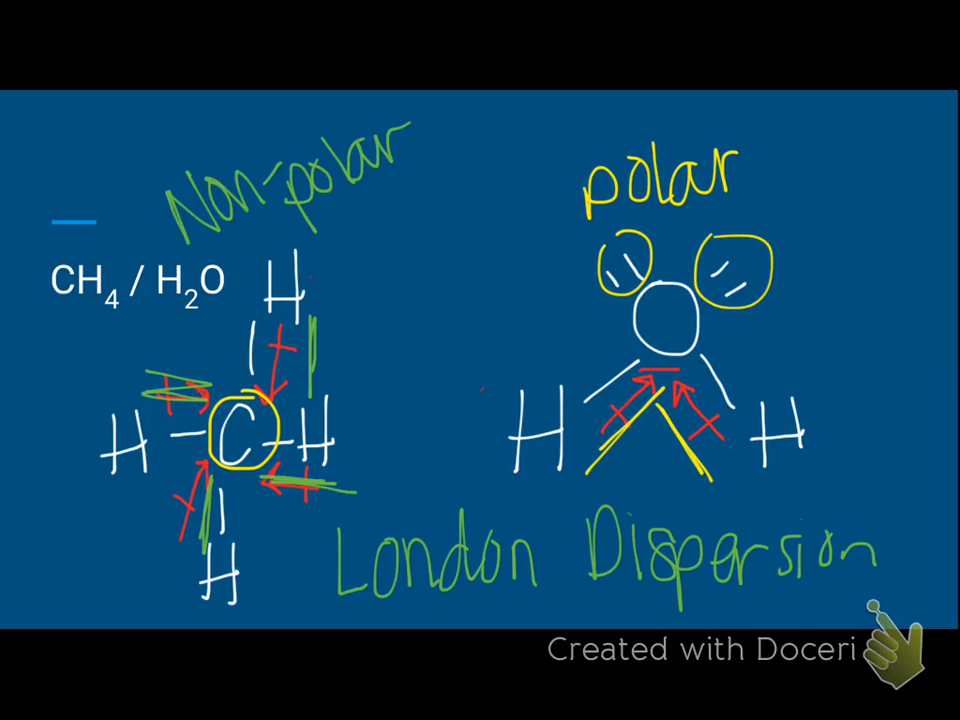 Non-polar
polar
CH₄ / H₂O
H
H - C - H
H
H O H
London Dispersion
Created with Doceri